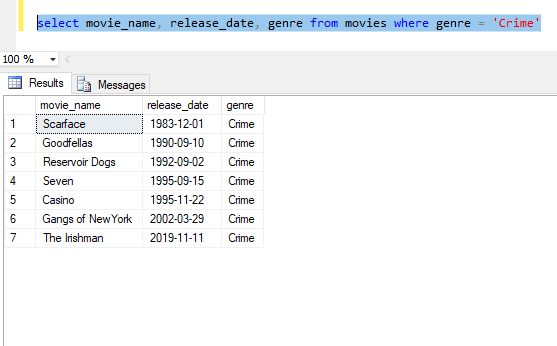 select movie_name, release_date, genre from movies where genre = 'Crime'
100 %
Results Messages
movie_name release_date genre
1 Scarface 1983-12-01 Crime
2 Goodfellas 1990-09-10 Crime
3 Reservoir Dogs 1992-09-02 Crime
4 Seven 1995-09-15 Crime
5 Casino 1995-11-22 Crime
6 Gangs of NewYork 2002-03-29 Crime
7 The Irishman 2019-11-11 Crime